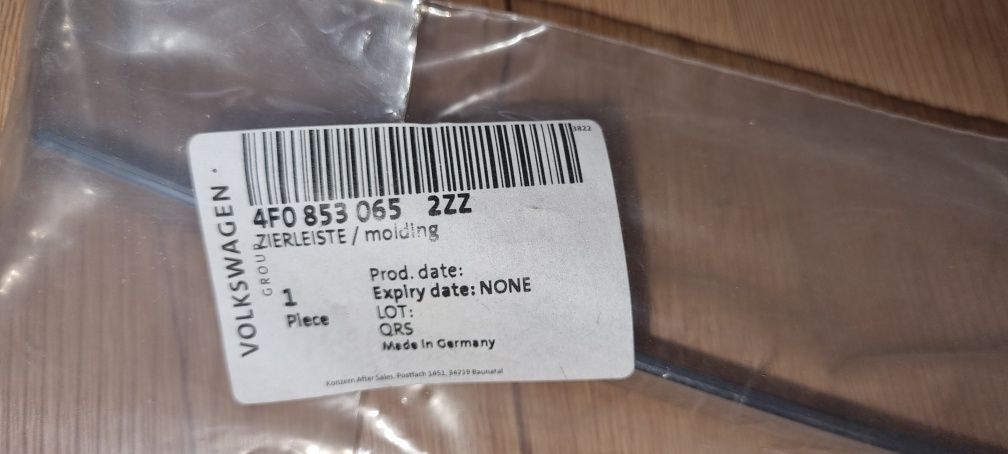 3822
VOLKSWAGEN
GROUP
4F0 853 065 2ZZ
ZIERLEISTE / molding
1
Piece
Prod. date:
Expiry date: NONE
LOT:
QRS
Made in Germany
Konzern After Sales, Postfach 1451, 34219 Baunatal